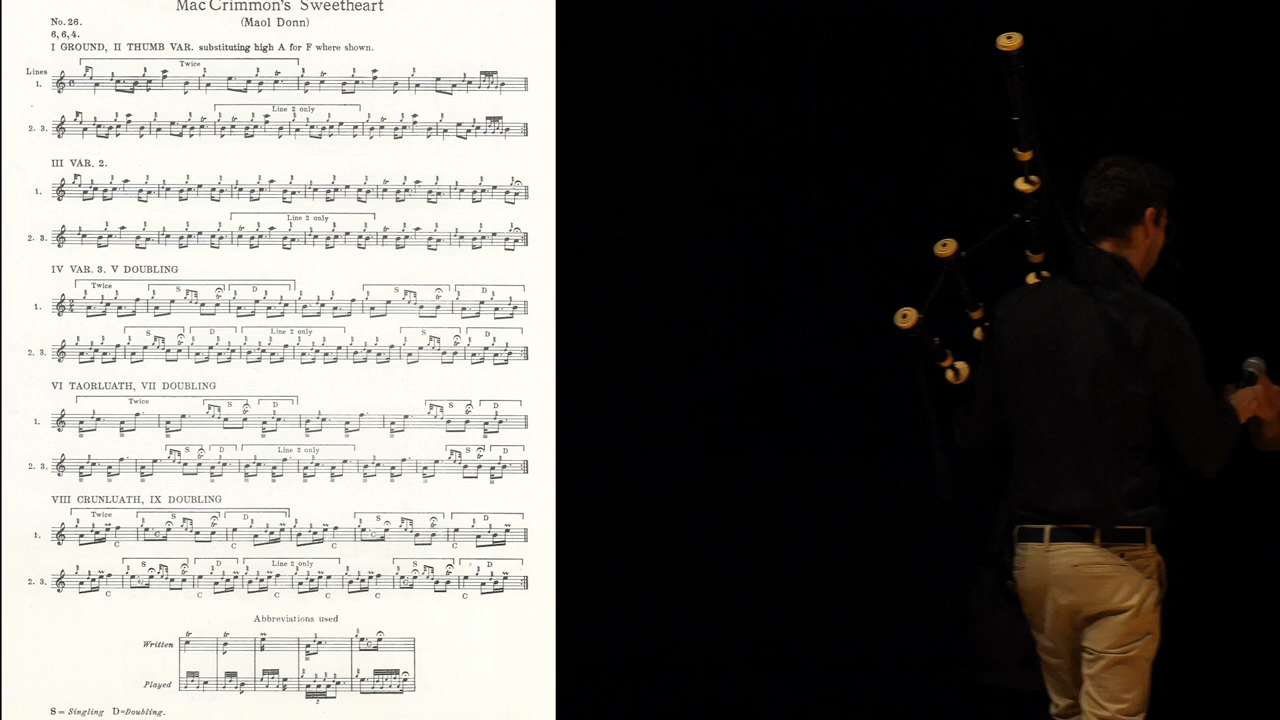 MacCrimmon's Sweetheart
(Maol Donn)
No. 26.
6, 6, 4.
I GROUND, II THUMB VAR. substituting high A for F where shown.
Twice
Lines
1.
Line 2 only
2. 3.
III VAR. 2.
1.
Line 2 only
2. 3.
IV VAR. 3. V DOUBLING
Twice S D S D
1.
S D Line 2 only S D
2. 3.
VI TAORLUATH, VII DOUBLING
Twice S D S D
1.
S D Line 2 only S D
2. 3.
VIII CRUNLUATH, IX DOUBLING
Twice S D S D
1.
C C C C
S D Line 2 only S D
2. 3.
C C C C C
Abbreviations used
Written
Played
S = Singling D=Doubling.